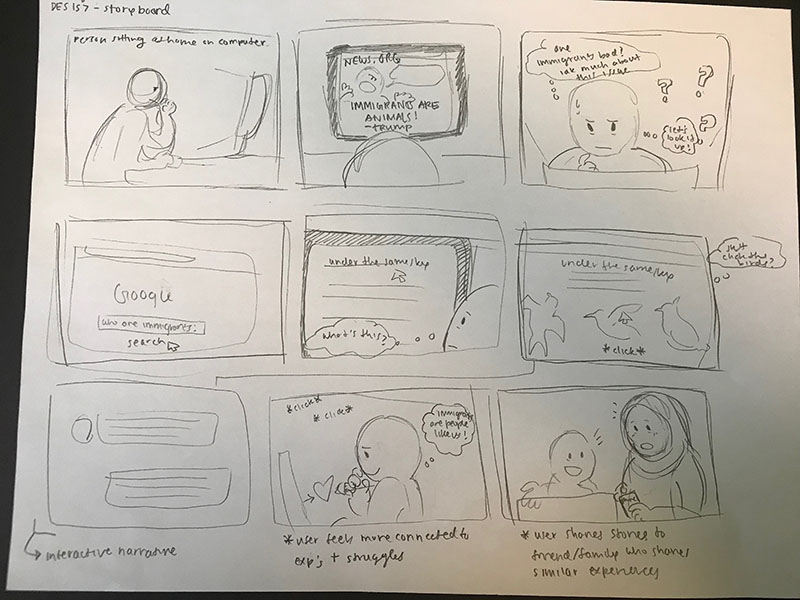 DES 157 - storyboard
Person sitting at home on computer.
NEWS.ORG
IMMIGRANTS ARE
ANIMALS!
- trump
are
immigrants bad?
idk much about
this issue
? ? ?
let's
look it
up!
Google
who are immigrants?
search
under the same sky
what's this?
under the same sky
*click*
just
click the
birds?
*click*
*click*
immigrants
are people
like us!
→ interactive narrative
* user feels more connected to
exp's + struggles
* user shares stories to
friend/family who shares
similar experiences